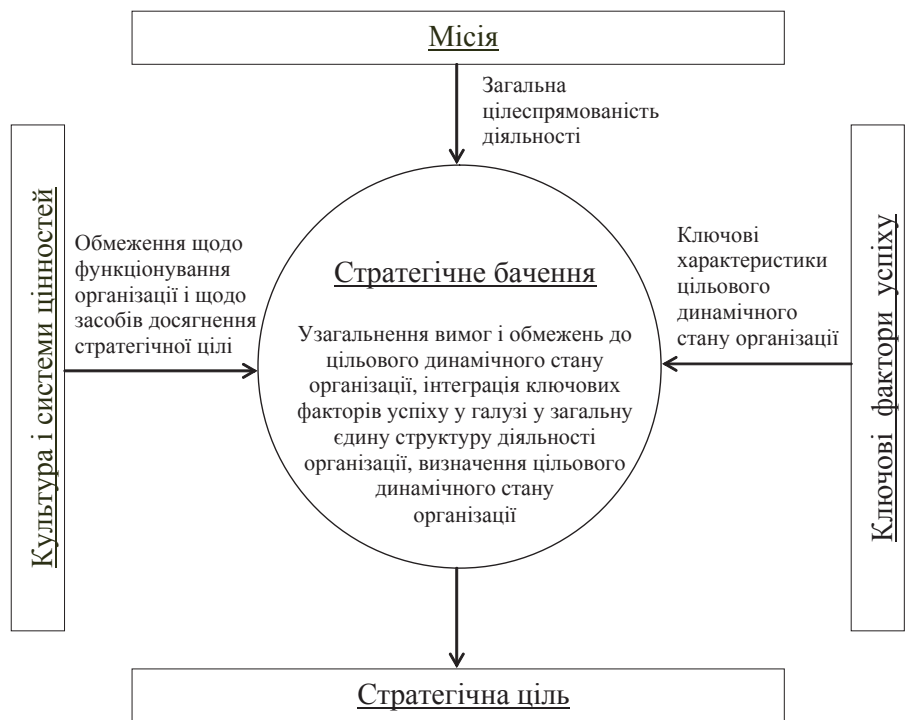 Місія
Загальна
цілеспрямованість
діяльності
Культура і системи цінностей
Обмеження щодо
функціонування
організації і щодо
засобів досягнення
стратегічної цілі
Стратегічне бачення
Узагальнення вимог і обмежень до
цільового динамічного стану
організації, інтеграція ключових
факторів успіху у галузі у загальну
єдину структуру діяльності
організації, визначення цільового
динамічного стану
організації
Ключові
характеристики
цільового
динамічного
стану організації
Ключові фактори успіху
Стратегічна ціль